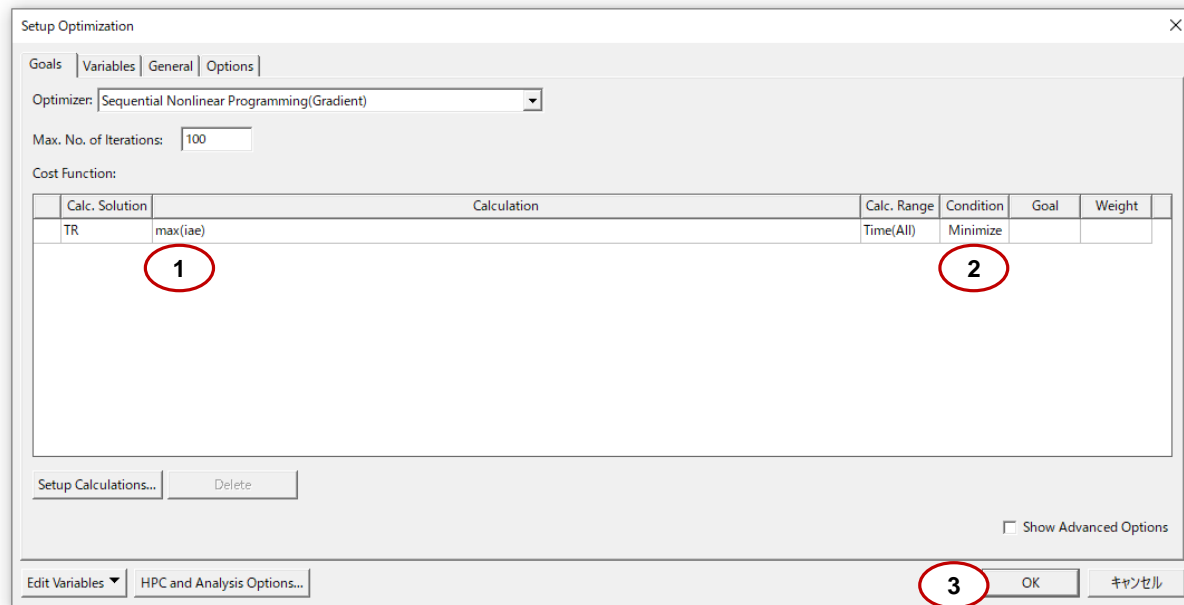 Setup Optimization
Goals Variables General Options
Optimizer: Sequential Nonlinear Programming(Gradient)
Max. No. of Iterations: 100
Cost Function:
Calc. Solution Calculation Calc. Range Condition Goal Weight
TR max(iae) Time(All) Minimize
1 2
Setup Calculations... Delete
Show Advanced Options
Edit Variables HPC and Analysis Options... 3 OK キャンセル